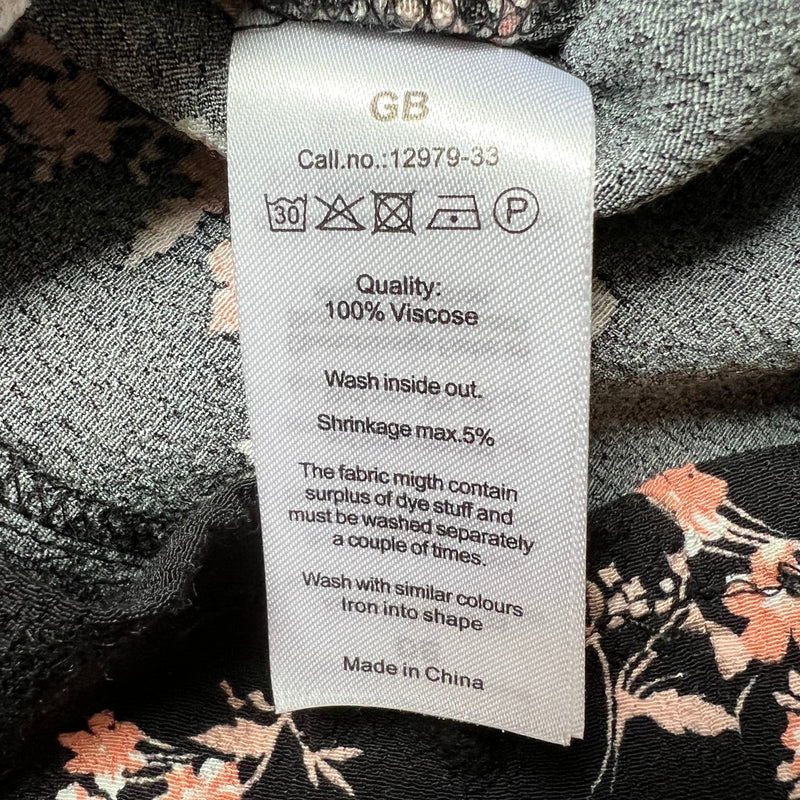 GB
Call.no.:12979-33
30 P
Quality:
100% Viscose
Wash inside out.
Shrinkage max.5%
The fabric migth contain
surplus of dye stuff and
must be washed separately
a couple of times.
Wash with similar colours
Iron into shape
Made in China